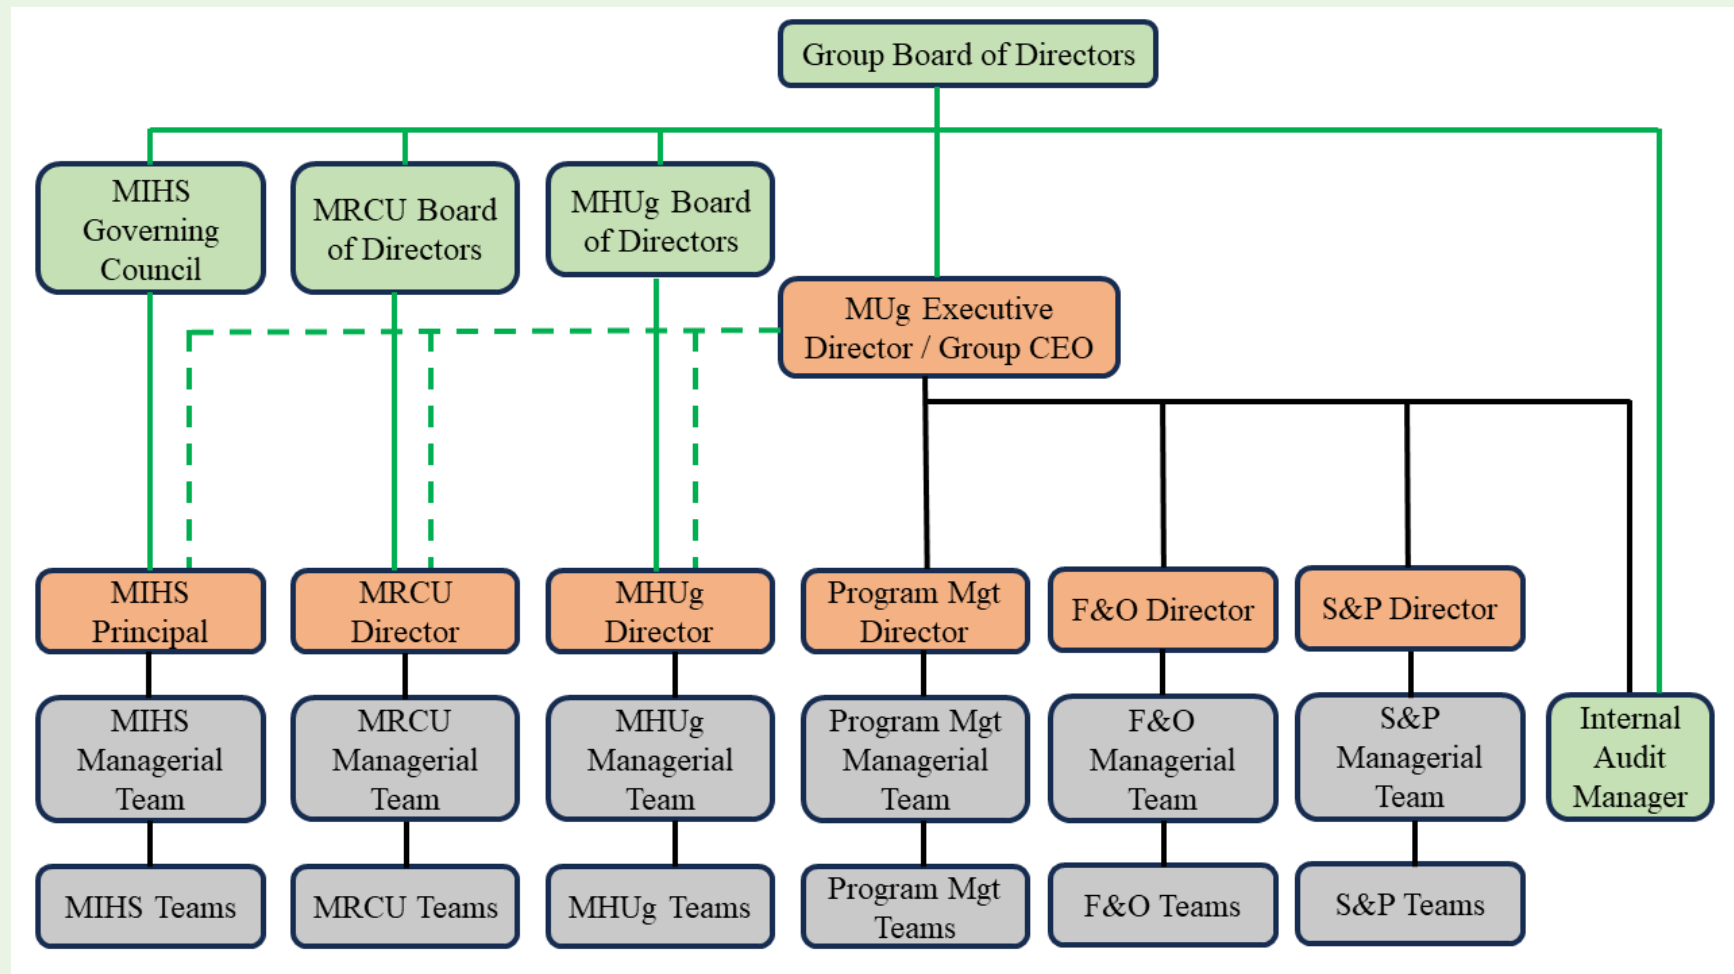 Group Board of Directors
MIHS
Governing
Council
MRCU Board
of Directors
MHUg Board
of Directors
MUg Executive
Director / Group CEO
MIHS
Principal
MRCU
Director
MHUg
Director
Program Mgt
Director
F&O Director
S&P Director
MIHS
Managerial
Team
MRCU
Managerial
Team
MHUg
Managerial
Team
Program Mgt
Managerial
Team
F&O
Managerial
Team
S&P
Managerial
Team
Internal
Audit
Manager
MIHS Teams
MRCU Teams
MHUg Teams
Program Mgt
Teams
F&O Teams
S&P Teams